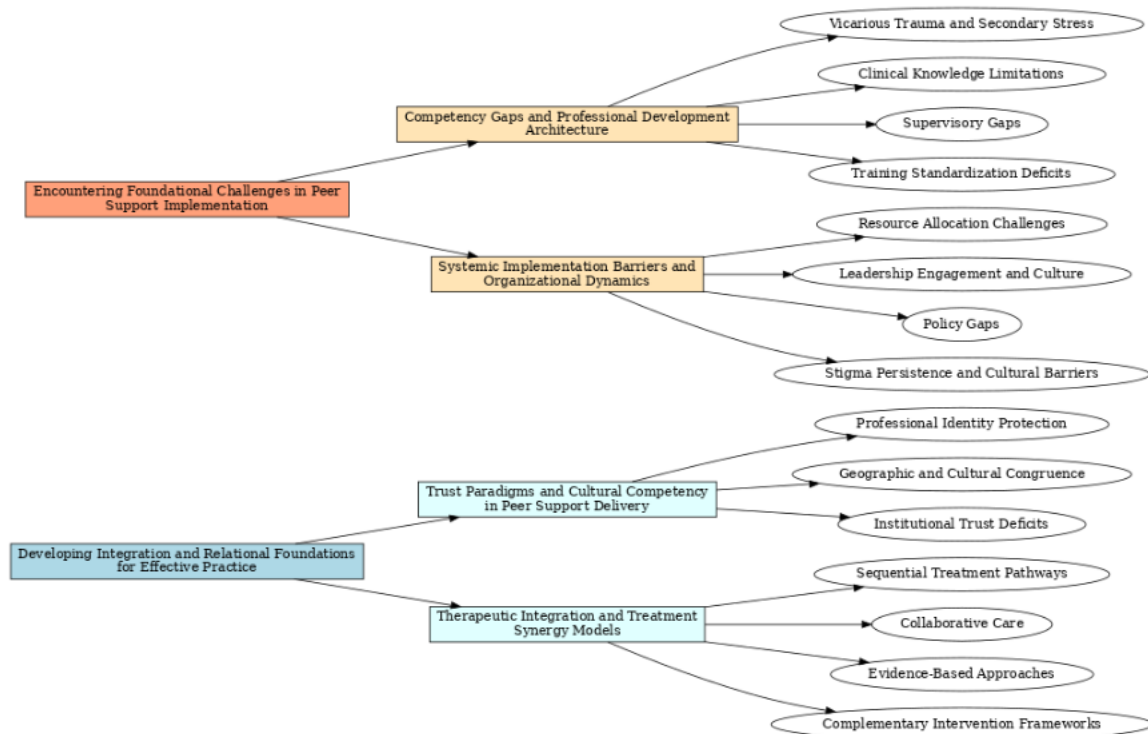 Vicarious Trauma and Secondary Stress
Clinical Knowledge Limitations
Competency Gaps and Professional Development
Architecture
Supervisory Gaps
Training Standardization Deficits
Encountering Foundational Challenges in Peer
Support Implementation
Resource Allocation Challenges
Systemic Implementation Barriers and
Organizational Dynamics
Leadership Engagement and Culture
Policy Gaps
Stigma Persistence and Cultural Barriers
Professional Identity Protection
Geographic and Cultural Congruence
Trust Paradigms and Cultural Competency
in Peer Support Delivery
Institutional Trust Deficits
Developing Integration and Relational Foundations
for Effective Practice
Sequential Treatment Pathways
Therapeutic Integration and Treatment
Synergy Models
Collaborative Care
Evidence-Based Approaches
Complementary Intervention Frameworks